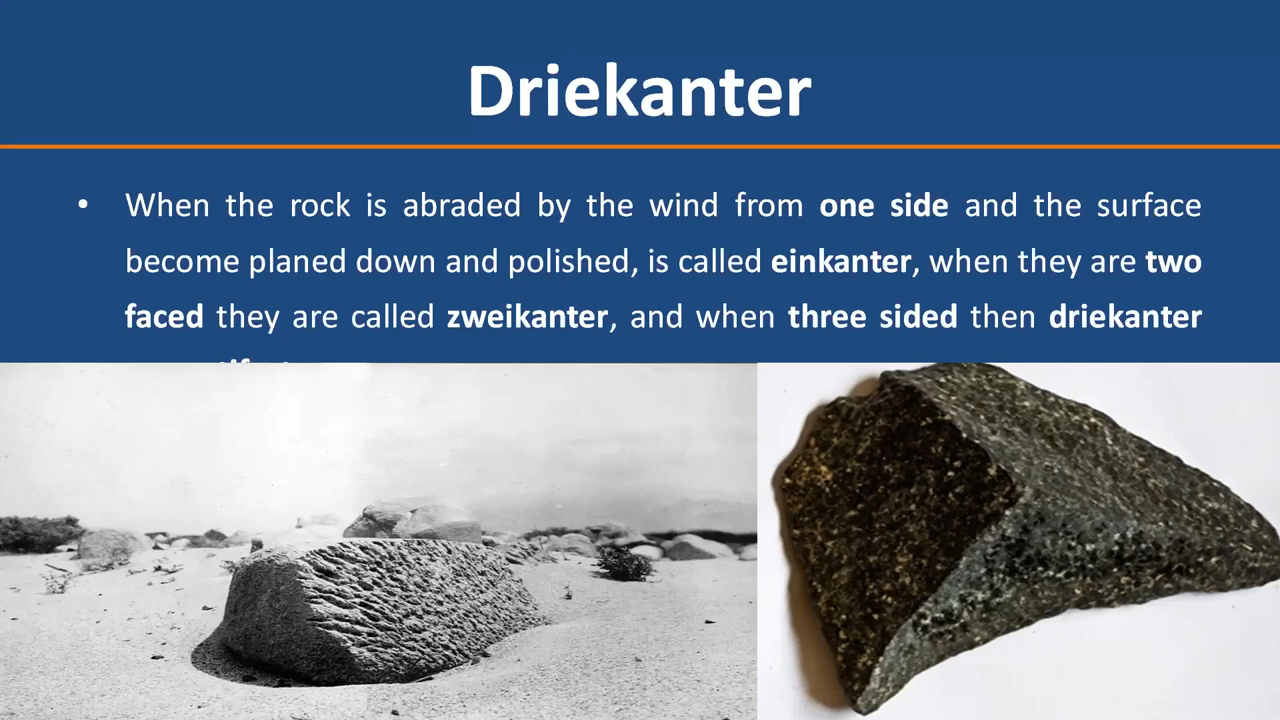 Driekanter
• When the rock is abraded by the wind from one side and the surface
become planed down and polished, is called einkanter, when they are two
faced they are called zweikanter, and when three sided then driekanter